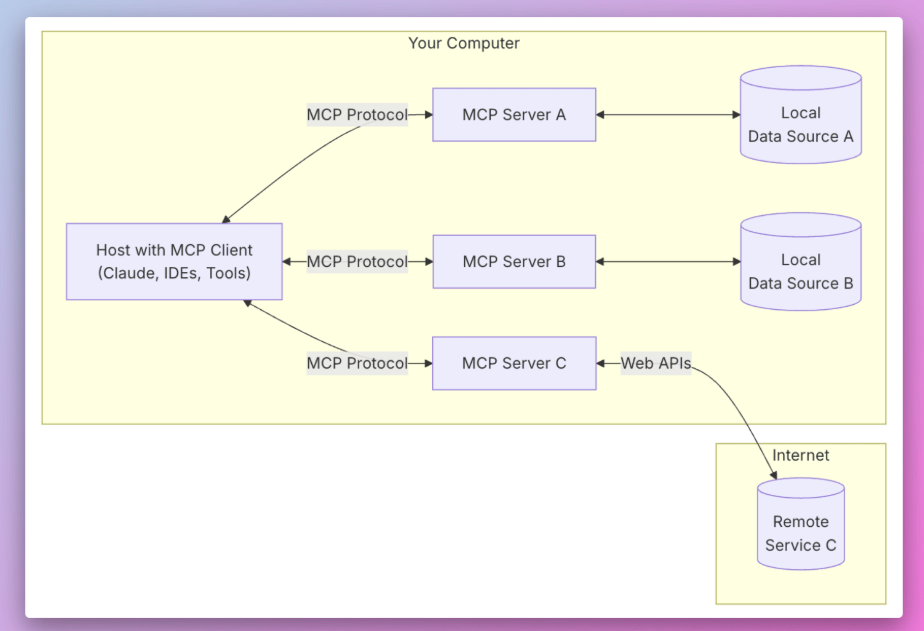 Your Computer
MCP Protocol
MCP Server A
Local
Data Source A
Host with MCP Client
(Claude, IDEs, Tools)
MCP Protocol
MCP Server B
Local
Data Source B
MCP Protocol
MCP Server C
Web APIs
Internet
Remote
Service C